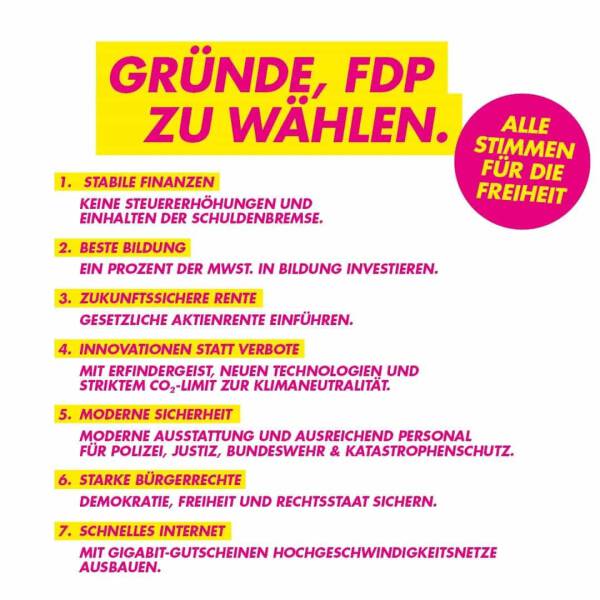 GRÜNDE, FDP
ZU WÄHLEN.
ALLE
STIMMEN
FÜR DIE
FREIHEIT
1. STABILE FINANZEN
KEINE STEUERERHÖHUNGEN UND
EINHALTEN DER SCHULDENBREMSE.
2. BESTE BILDUNG
EIN PROZENT DER MWST. IN BILDUNG INVESTIEREN.
3. ZUKUNFTSSICHERE RENTE
GESETZLICHE AKTIENRENTE EINFÜHREN.
4. INNOVATIONEN STATT VERBOTE
MIT ERFINDERGEIST, NEUEN TECHNOLOGIEN UND
STRIKTEM CO₂-LIMIT ZUR KLIMANEUTRALITÄT.
5. MODERNE SICHERHEIT
MODERNE AUSSTATTUNG UND AUSREICHEND PERSONAL
FÜR POLIZEI, JUSTIZ, BUNDESWEHR & KATASTROPHENSCHUTZ.
6. STARKE BÜRGERRECHTE
DEMOKRATIE, FREIHEIT UND RECHTSSTAAT SICHERN.
7. SCHNELLES INTERNET
MIT GIGABIT-GUTSCHEINEN HOCHGESCHWINDIGKEITSNETZE
AUSBAUEN.